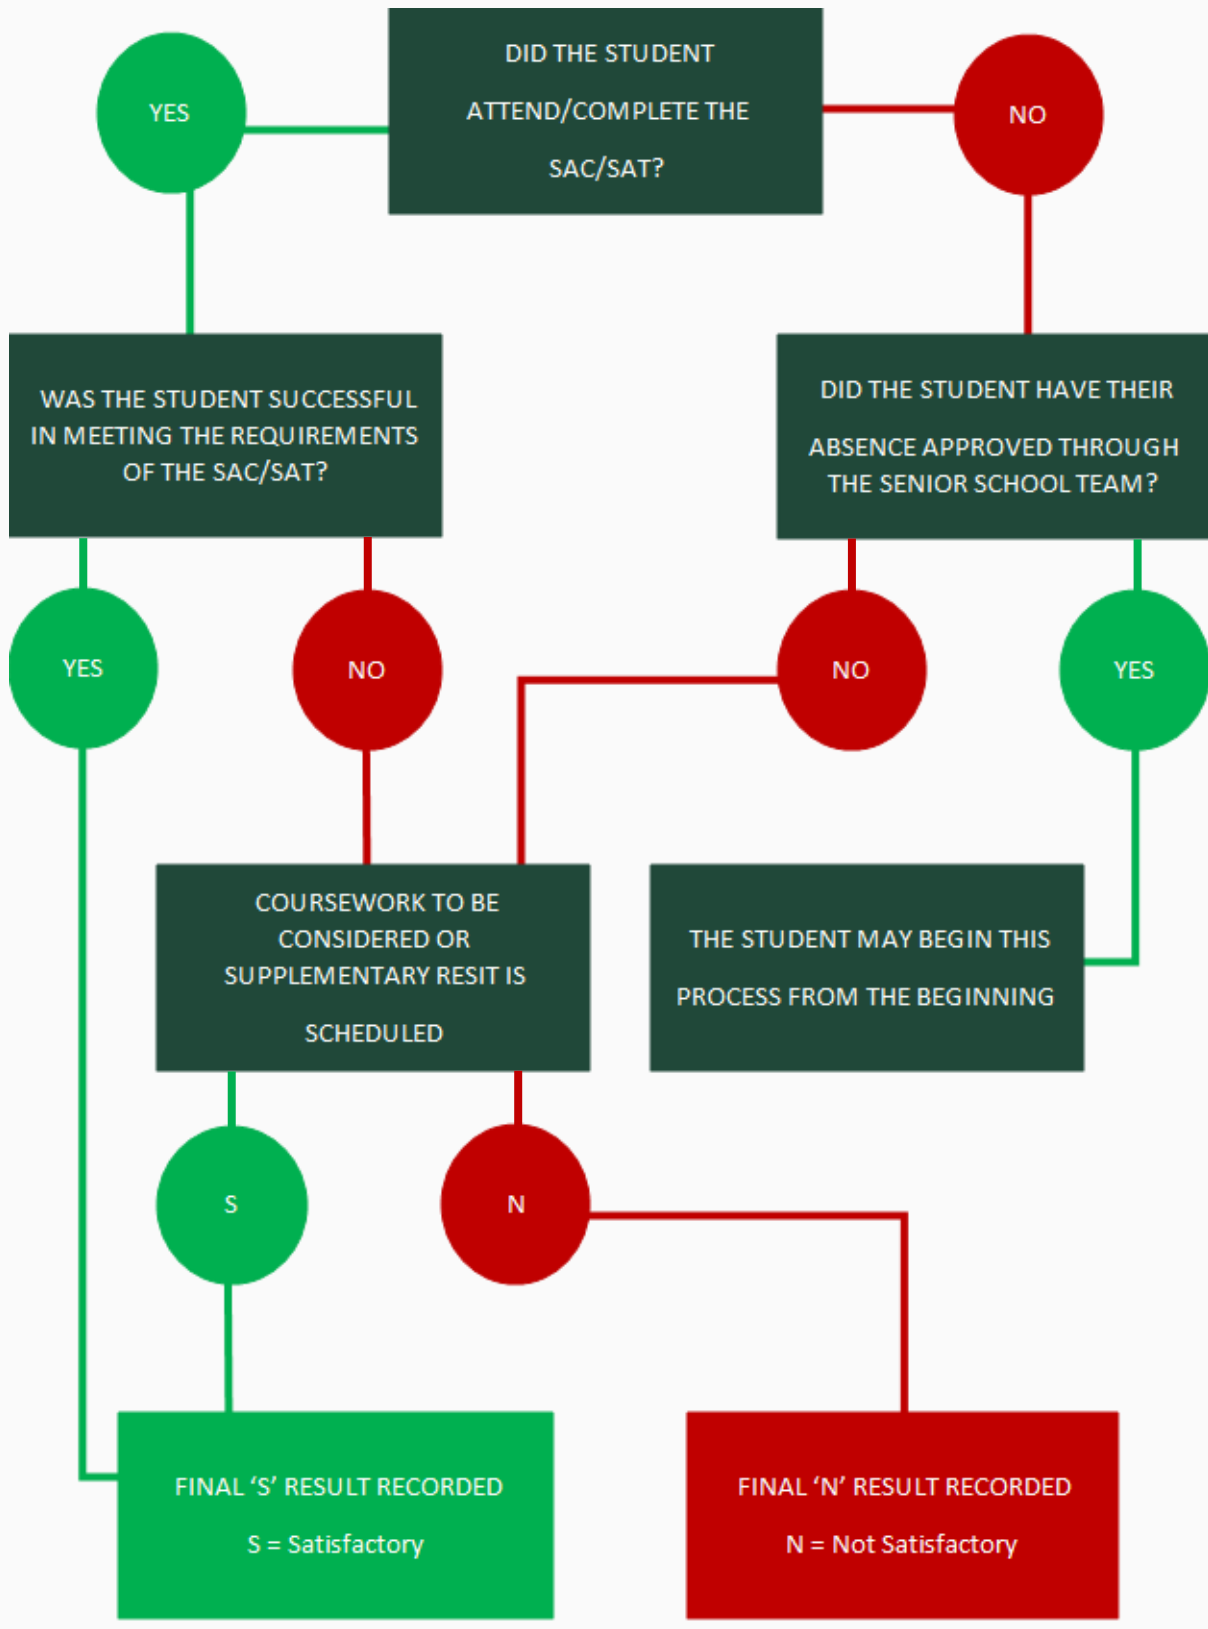 DID THE STUDENT
ATTEND/COMPLETE THE
SAC/SAT?
YES
NO
WAS THE STUDENT SUCCESSFUL
IN MEETING THE REQUIREMENTS
OF THE SAC/SAT?
DID THE STUDENT HAVE THEIR
ABSENCE APPROVED THROUGH
THE SENIOR SCHOOL TEAM?
YES
NO
NO
YES
COURSEWORK TO BE
CONSIDERED OR
SUPPLEMENTARY RESIT IS
SCHEDULED
THE STUDENT MAY BEGIN THIS
PROCESS FROM THE BEGINNING
S
N
FINAL ‘S’ RESULT RECORDED
S = Satisfactory
FINAL ‘N’ RESULT RECORDED
N = Not Satisfactory